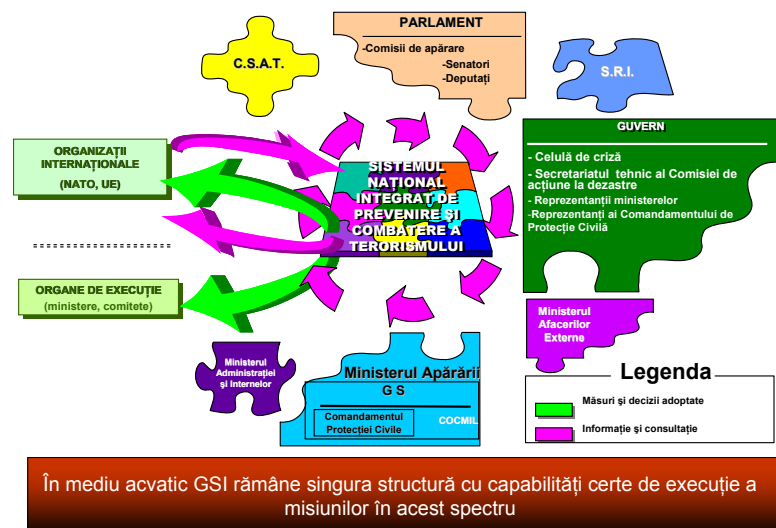 C.S.A.T.
PARLAMENT
-Comisii de apărare
-Senatori
-Deputați
S.R.I.
ORGANIZAȚII
INTERNAȚIONALE
(NATO, UE)
SISTEMUL
NAȚIONAL
INTEGRAT DE
PREVENIRE ȘI
COMBATERE A
TERORISMULUI
GUVERN
- Celulă de criză
- Secretariatul tehnic al Comisiei de
acțiune la dezastre
- Reprezentanții ministerelor
-Reprezentanți ai Comandamentului de
Protecție Civilă
ORGANE DE EXECUȚIE
(ministere, comitete)
Ministerul
Afacerilor
Externe
Ministerul
Administrației
și Internelor
Ministerul Apărării
G S
Comandamentul
Protecției Civile
COCMIL
Legenda
Măsuri și decizii adoptate
Informație și consultație
În mediu acvatic GSI rămâne singura structură cu capabilități certe de execuție a
misiunilor în acest spectru